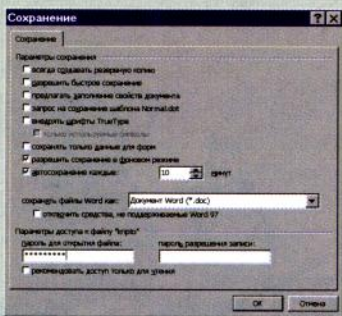 Сохранение
Сохранение
Параметры сохранения
всегда создавать резервную копию
разрешить быстрое сохранение
предлагать заполнение свойств документа
запрос на сохранение шаблона Normal.dot
внедрять шрифты TrueType
только используемые символы
сохранять только данные для форм
разрешить сохранение в фоновом режиме
автосохранение каждые: 10 минут
сохранять файлы Word как: Документ Word (*.doc)
отключить средства, не поддерживаемые Word 97
Параметры доступа к файлу "kripto"
пароль для открытия файла: пароль разрешения записи:
*********
рекомендовать доступ только для чтения
ОК Отмена